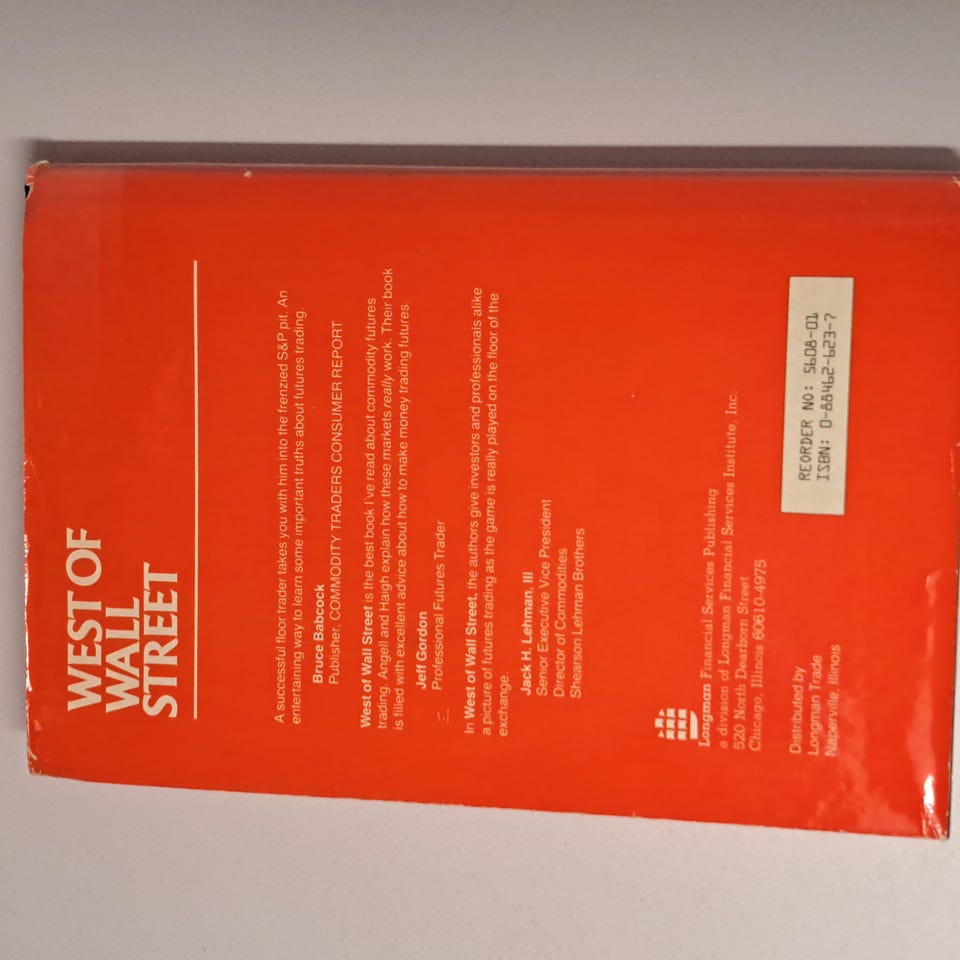 WEST OF
WALL
STREET
A successful floor trader takes you with him into the frenzied S&P pit. An
entertaining way to learn some important truths about futures trading.
Bruce Babcock
Publisher, COMMODITY TRADERS CONSUMER REPORT
West of Wall Street is the best book I've read about commodity futures
trading. Angell and Haigh explain how these markets really work. Their book
is filled with excellent advice about how to make money trading futures.
Jeff Gordon
Professional Futures Trader
In West of Wall Street, the authors give investors and professionals alike
a picture of futures trading as the game is really played on the floor of the
exchange.
Jack H. Lehman, III
Senior Executive Vice President
Director of Commodities
Shearson Lehman Brothers
Longman Financial Services Publishing
a division of Longman Financial Services Institute, Inc.
520 North Dearborn Street
Chicago, Illinois 60610-4975
Distributed by
Longman Trade
Naperville, Illinois
REORDER NO: 5608-01
ISBN: 0-88462-623-7